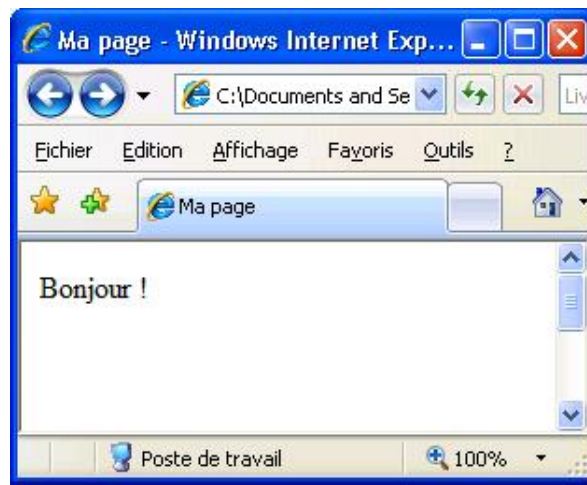 Ma page - Windows Internet Exp...
C:\Documents and Se
Liv
Fichier Edition Affichage Favoris Outils ?
Ma page
Bonjour !
Poste de travail 100%